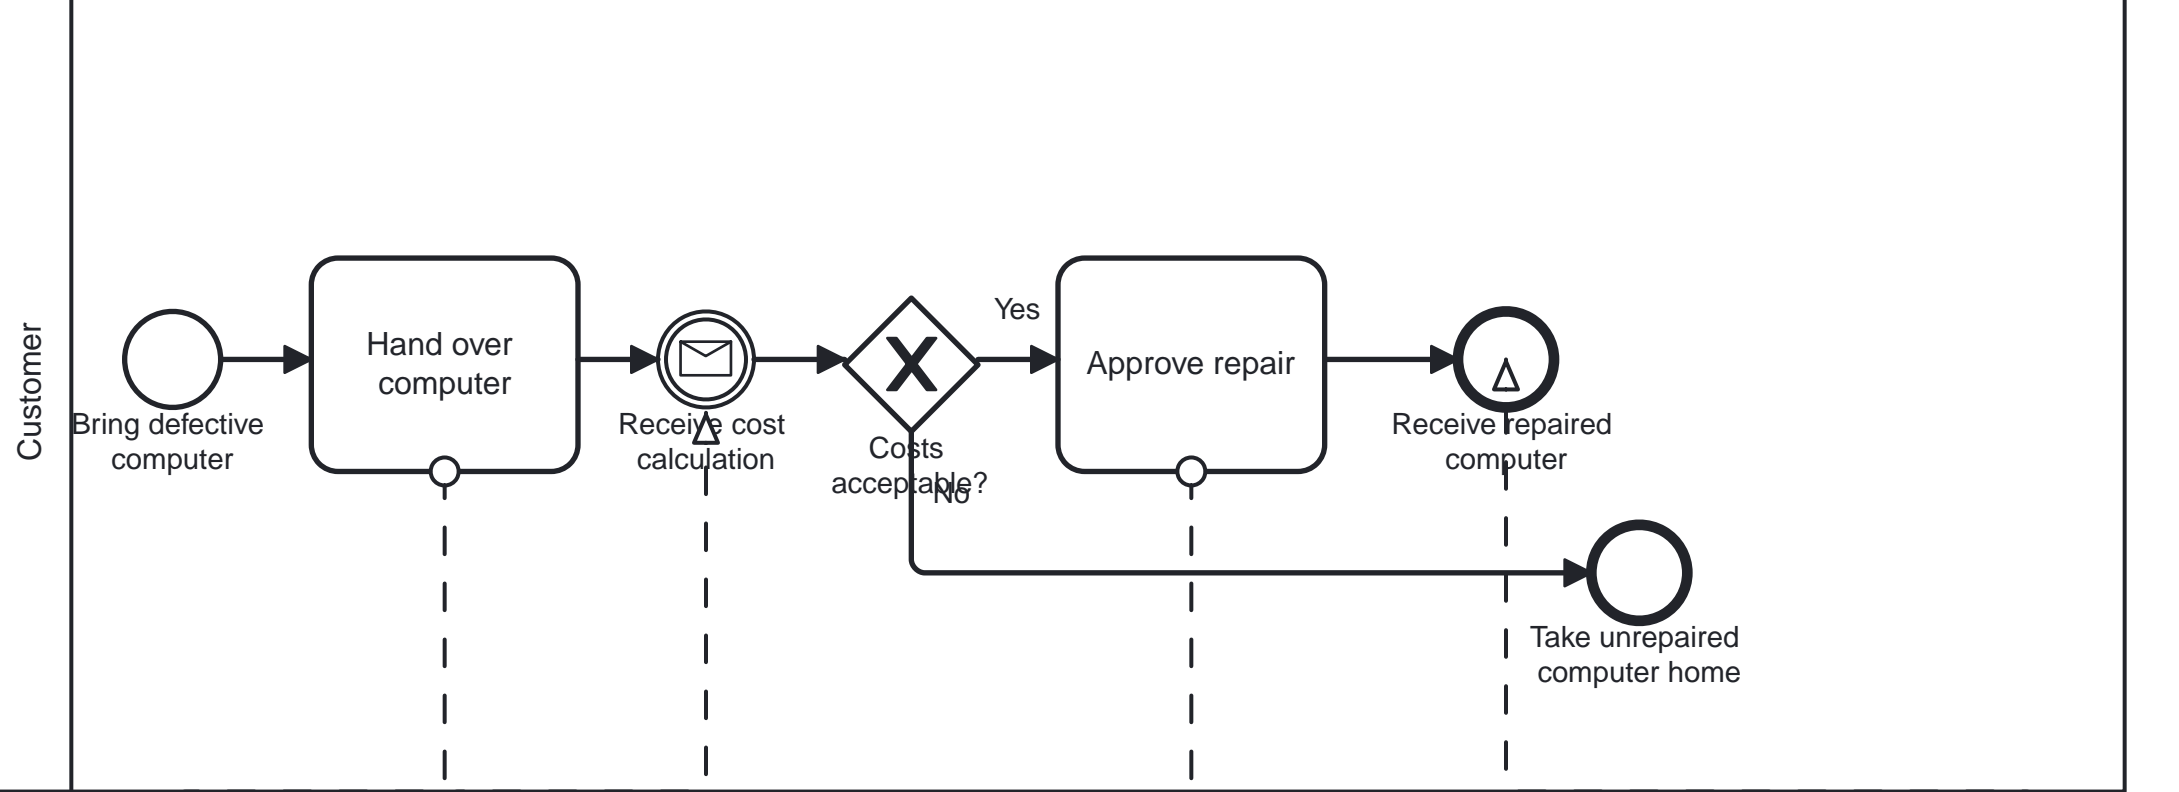 Customer
Bring defective
computer
Hand over
computer
Receive cost
calculation
Costs
acceptable?
Yes
No
Approve repair
Receive repaired
computer
Take unrepaired
computer home